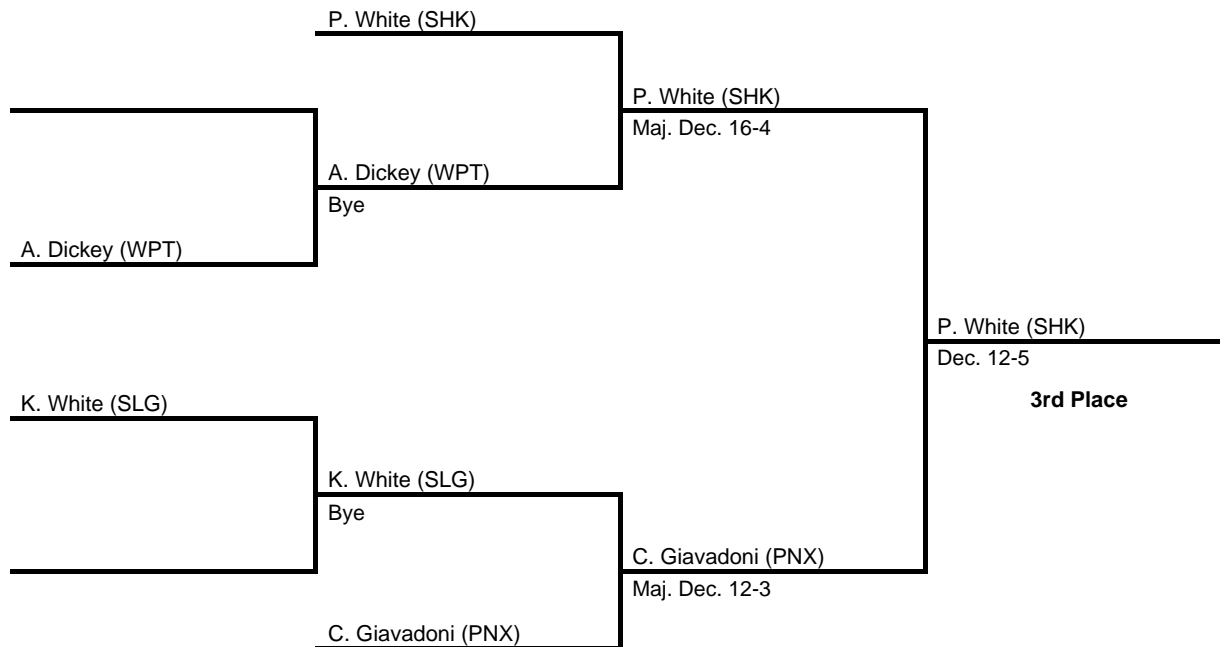 P. White (SHK)
P. White (SHK)
Maj. Dec. 16-4
A. Dickey (WPT)
Bye
A. Dickey (WPT)
P. White (SHK)
Dec. 12-5
3rd Place
K. White (SLG)
K. White (SLG)
Bye
C. Giavadoni (PNX)
Maj. Dec. 12-3
C. Giavadoni (PNX)